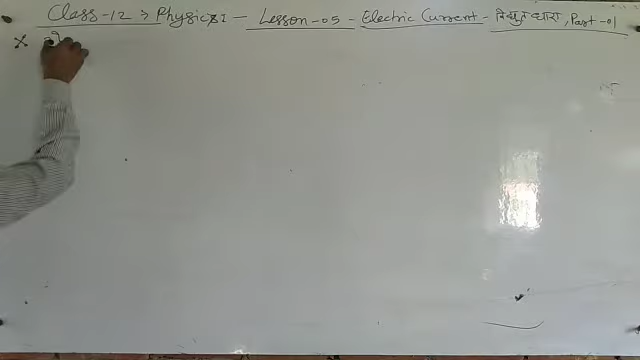 Class-12 > Physics: - Lesson-05 - Electric Current - विद्युत धारा, Part-01